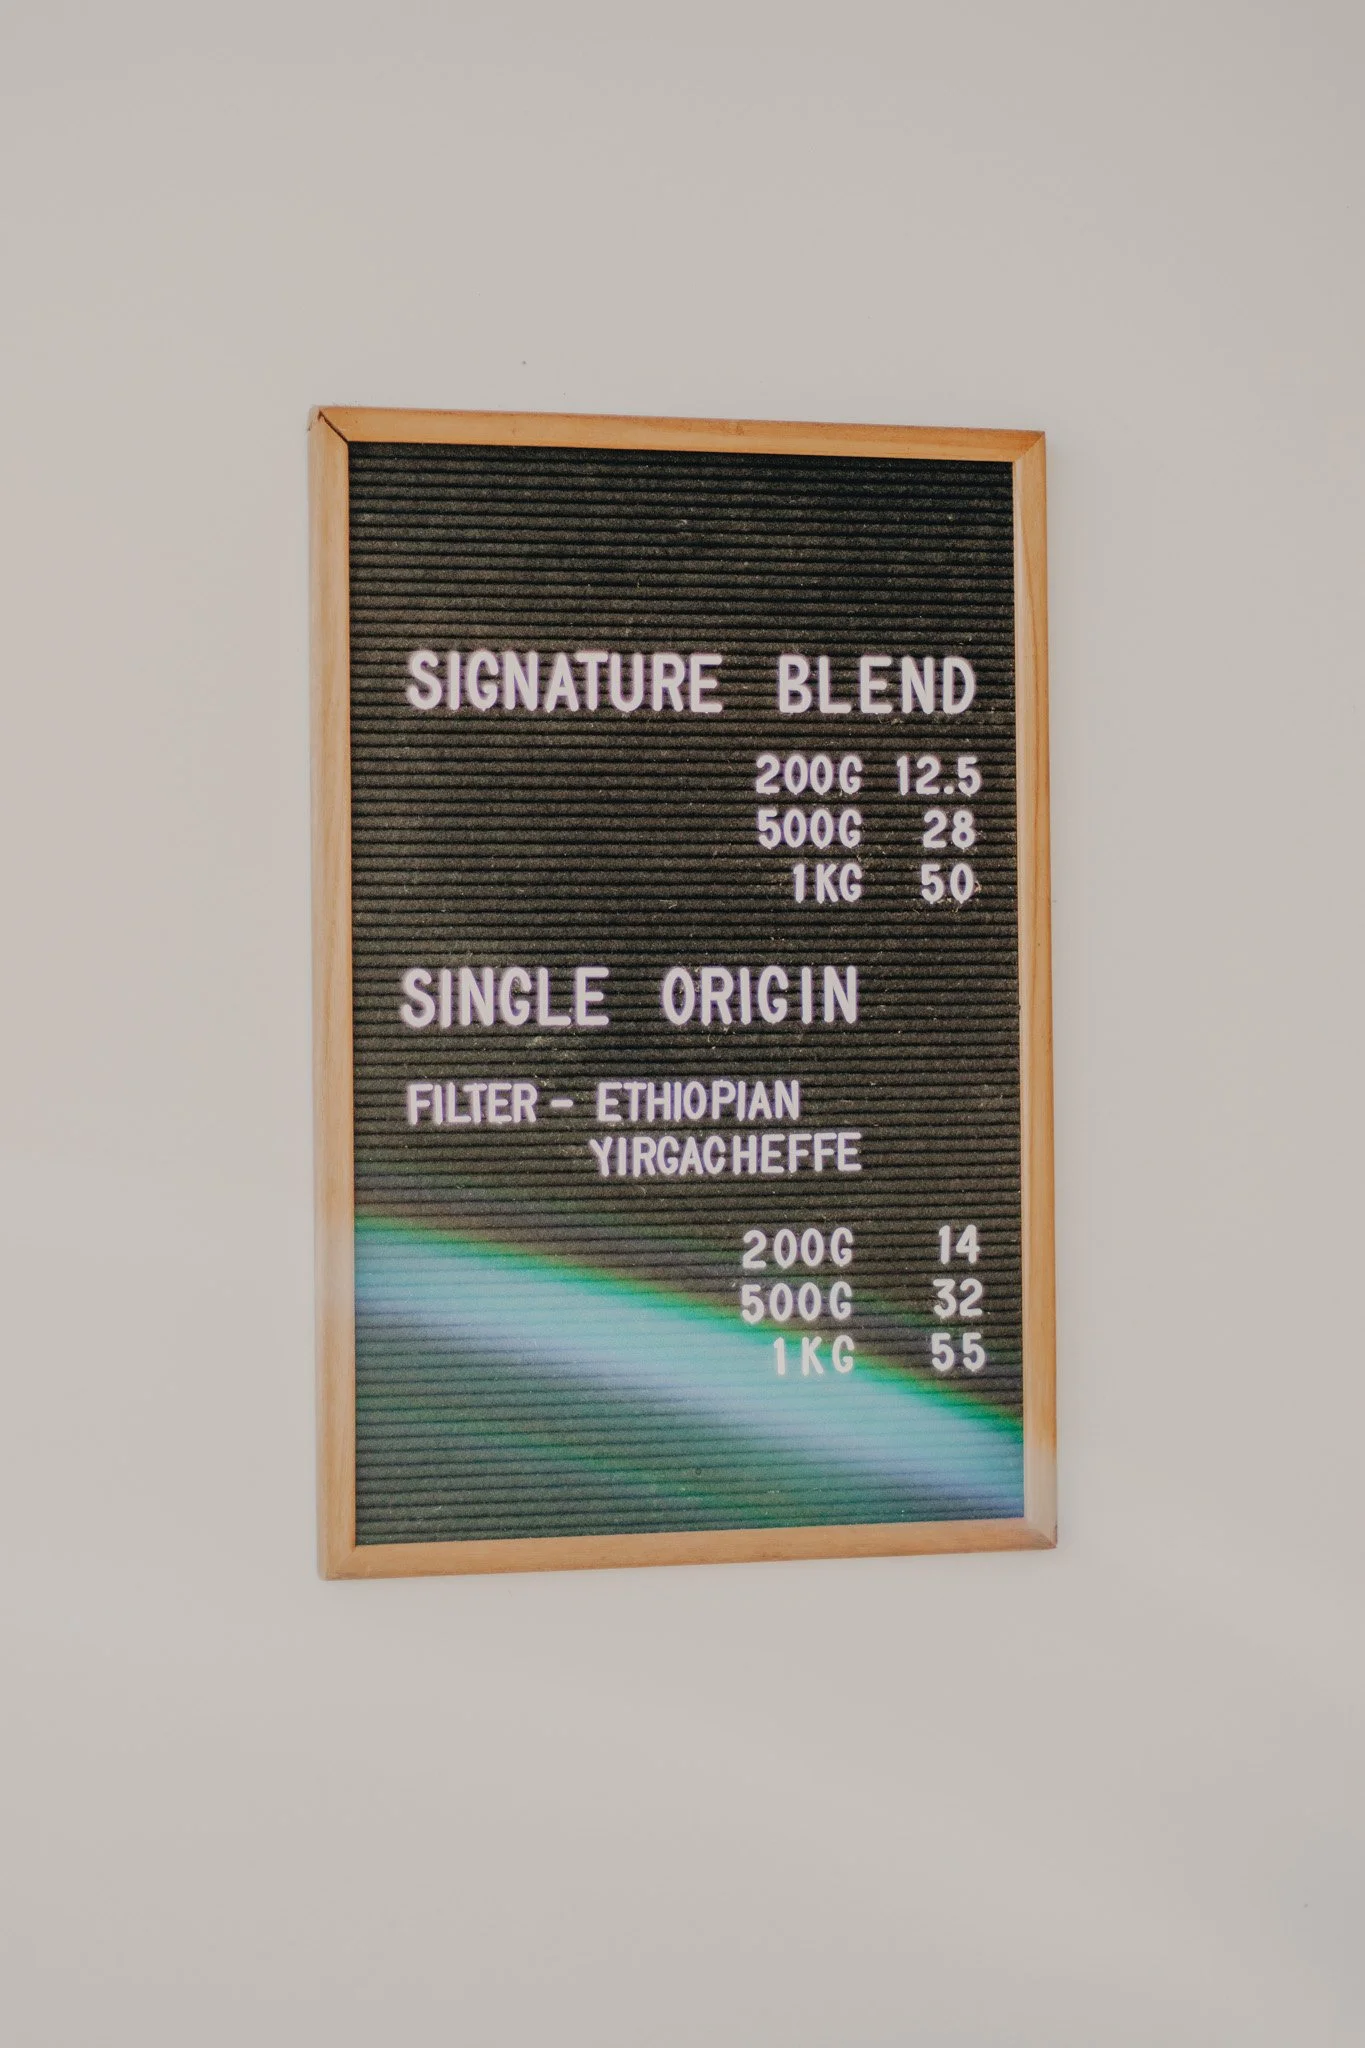 SIGNATURE BLEND
200G 12.5
500G 28
1KG 50
SINGLE ORIGIN
FILTER - ETHIOPIAN
YIRGACHEFFE
200G 14
500G 32
1KG 55